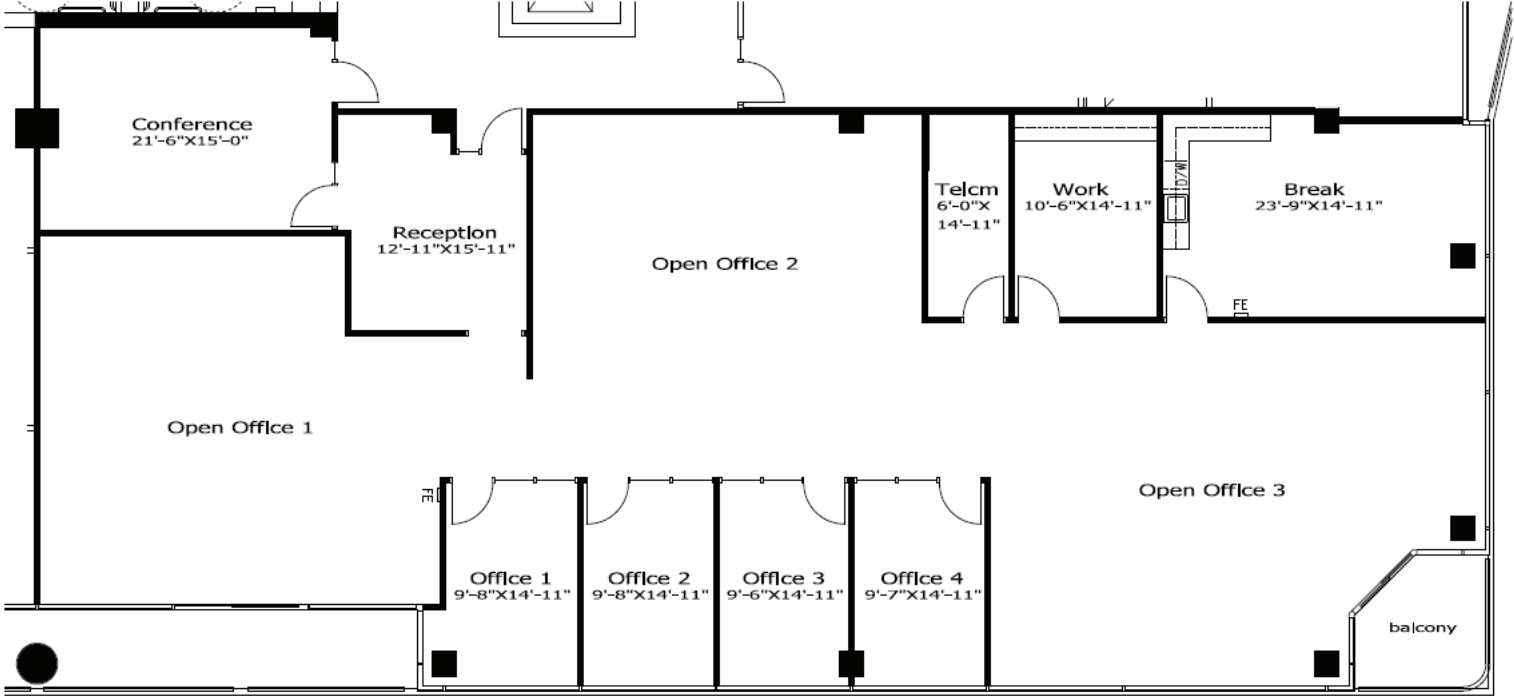 Conference
21'-6"X15'-0"
Reception
12'-11"X15'-11"
Open Office 2
Telcm
6'-0"X
14'-11"
Work
10'-6"X14'-11"
D/W
Break
23'-9"X14'-11"
FE
Open Office 1
FE
Open Office 3
Office 1
9'-8"X14'-11"
Office 2
9'-8"X14'-11"
Office 3
9'-6"X14'-11"
Office 4
9'-7"X14'-11"
balcony